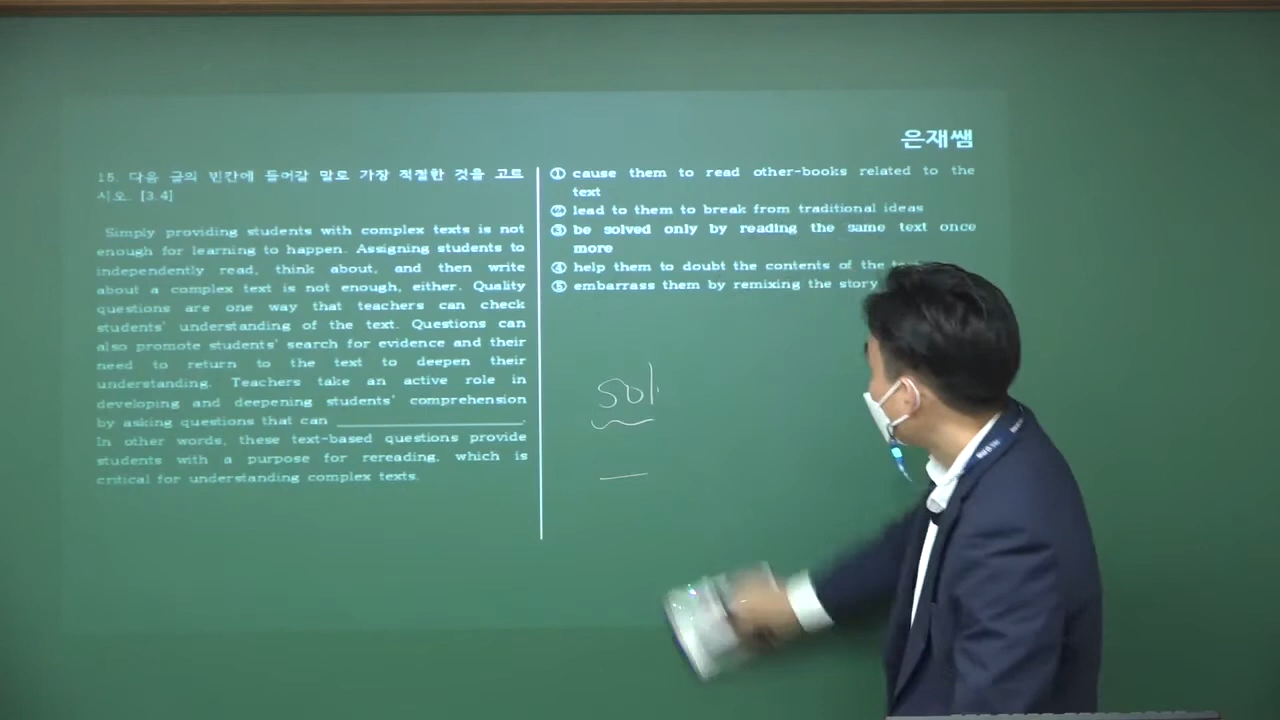 은재쌤
15. 다음 글의 빈칸에 들어갈 말로 가장 적절한 것을 고르
시오. [3.4]
Simply providing students with complex texts is not
enough for learning to happen. Assigning students to
independently read, think about, and then write
about a complex text is not enough, either. Quality
questions are one way that teachers can check
students' understanding of the text. Questions can
also promote students' search for evidence and their
need to return to the text to deepen their
understanding. Teachers take an active role in
developing and deepening students' comprehension
by asking questions that can ____________.
In other words, these text-based questions provide
students with a purpose for rereading, which is
critical for understanding complex texts.
① cause them to read other-books related to the
text
② lead to them to break from traditional ideas
③ be solved only by reading the same text once
more
④ help them to doubt the contents of the
⑤ embarrass them by remixing the story
sol.